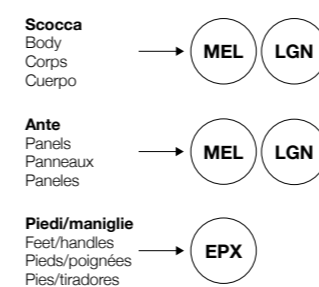 Scocca
Body
Corps
Cuerpo
MEL LGN
Ante
Panels
Panneaux
Paneles
MEL LGN
Piedi/maniglie
Feet/handles
Pieds/poignées
Pies/tiradores
EPX